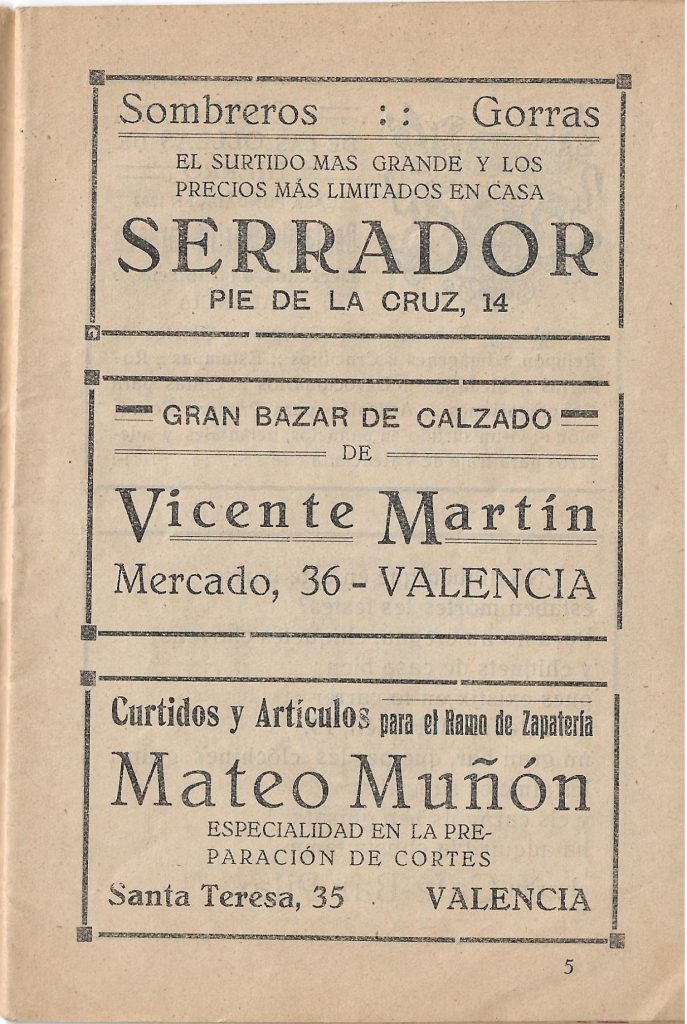 Sombreros :: Gorras
EL SURTIDO MAS GRANDE Y LOS
PRECIOS MÁS LIMITADOS EN CASA
SERRADOR
PIE DE LA CRUZ, 14
GRAN BAZAR DE CALZADO
DE
Vicente Martín
Mercado, 36 - VALENCIA
Curtidos y Artículos para el Ramo de Zapatería
Mateo Muñón
ESPECIALIDAD EN LA PRE-
PARACIÓN DE CORTES
Santa Teresa, 35 VALENCIA
5